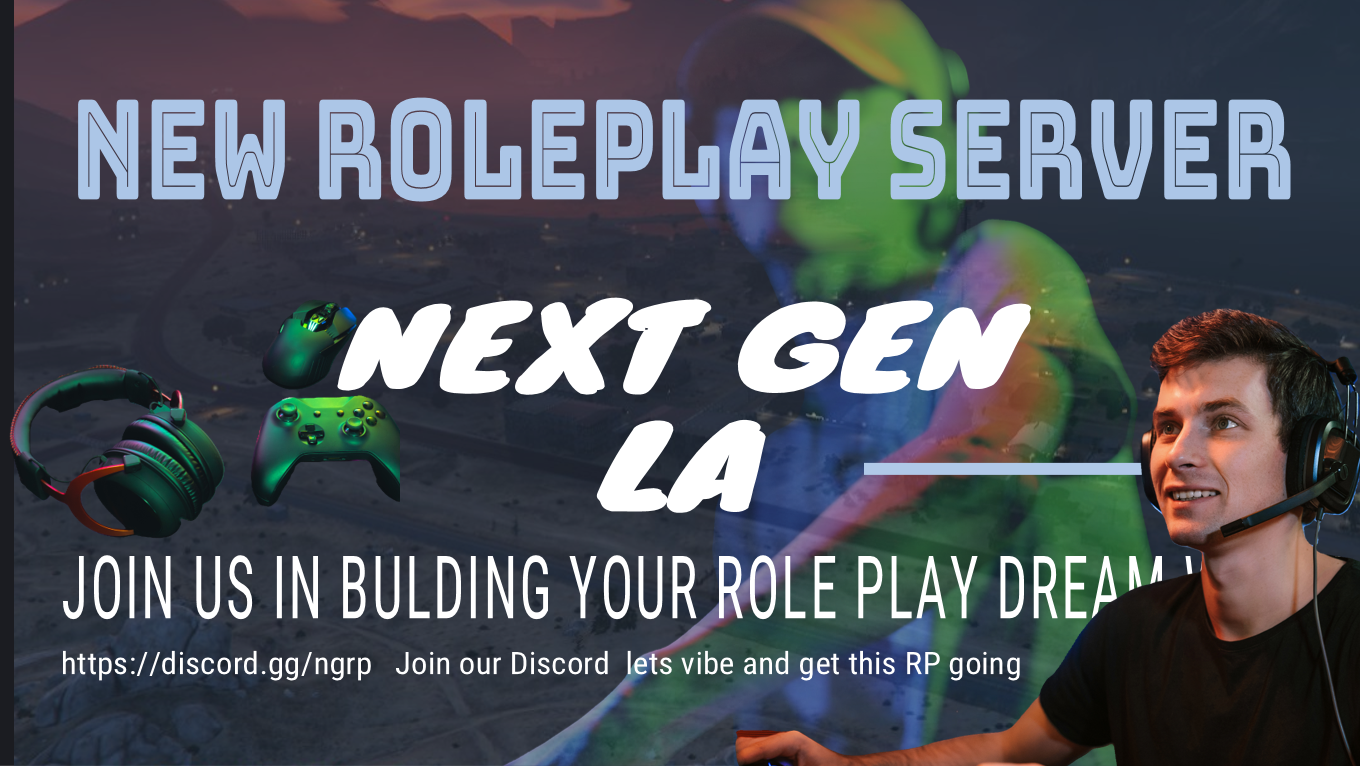 NEW ROLEPLAY SERVER
NEXT GEN
LA
JOIN US IN BULDING YOUR ROLE PLAY DREAM
https://discord.gg/ngrp Join our Discord lets vibe and get this RP going